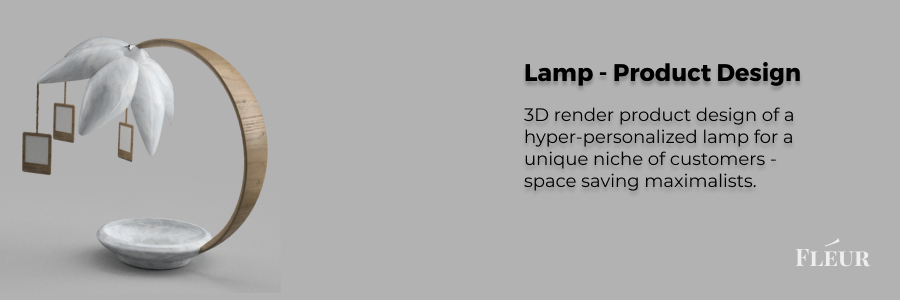 Lamp - Product Design
3D render product design of a
hyper-personalized lamp for a
unique niche of customers -
space saving maximalists.
FLÉUR